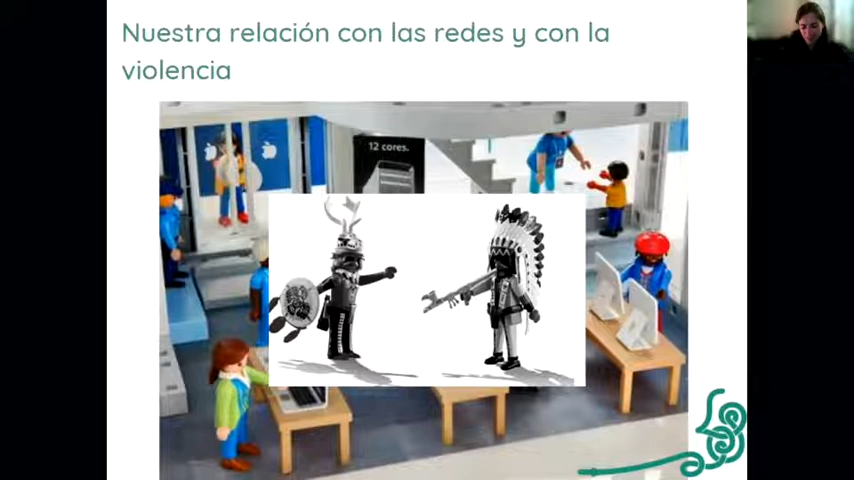 Nuestra relación con las redes y con la
violencia
12 cores.